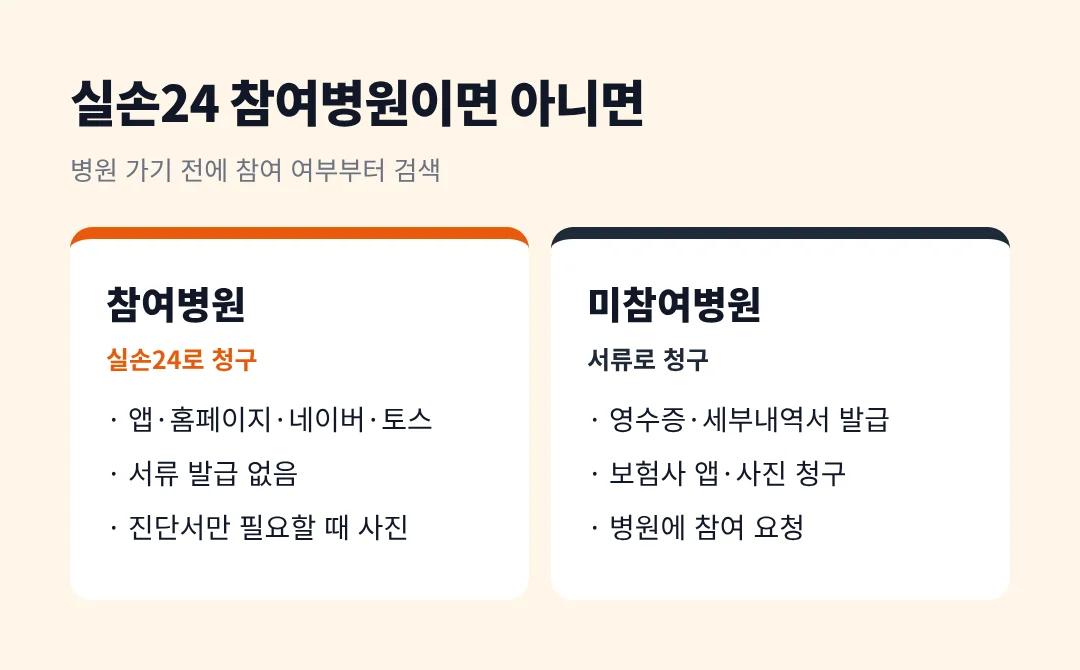 실손24 참여병원이면 아니면
병원 가기 전에 참여 여부부터 검색
참여병원
실손24로 청구
· 앱·홈페이지·네이버·토스
· 서류 발급 없음
· 진단서만 필요할 때 사진
미참여병원
서류로 청구
· 영수증·세부내역서 발급
· 보험사 앱·사진 청구
· 병원에 참여 요청